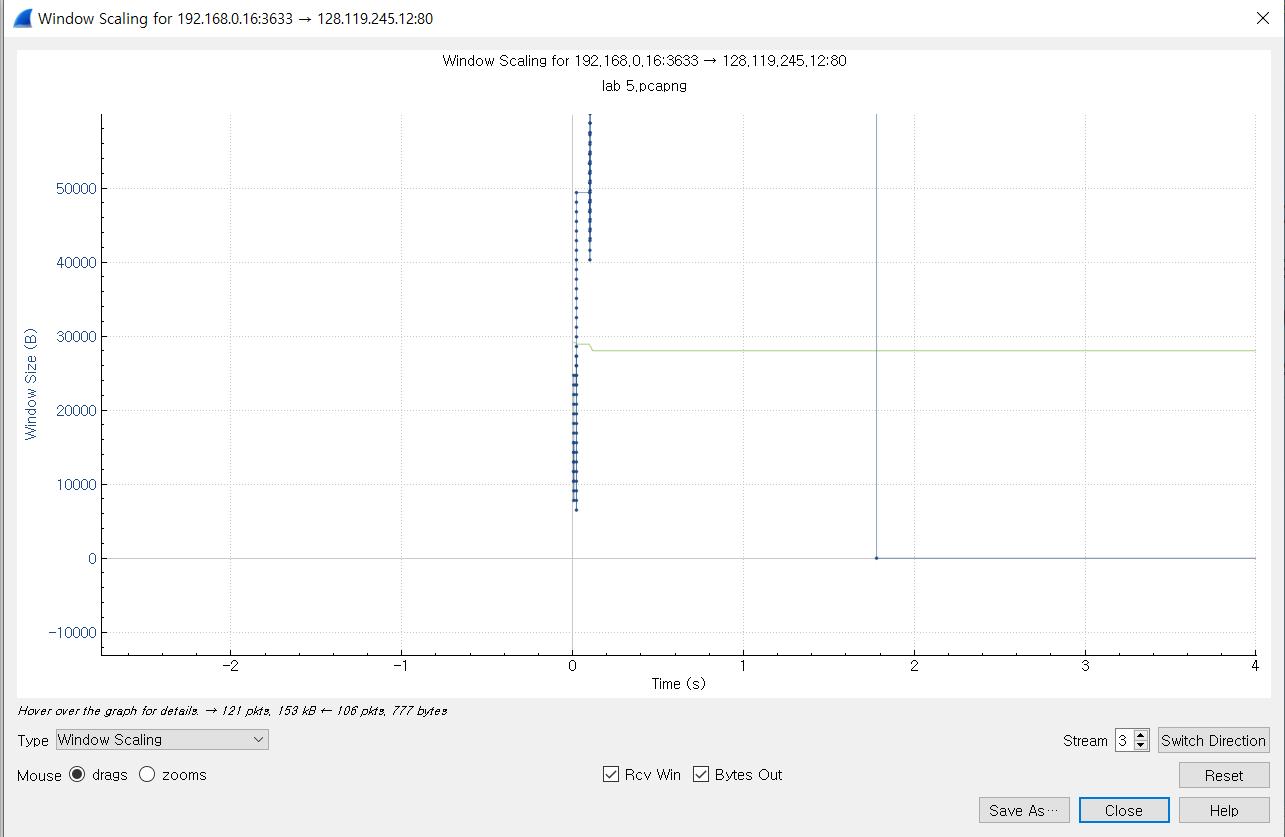 Window Scaling for 192.168.0.16:3633 → 128.119.245.12:80
Window Scaling for 192.168.0.16:3633 → 128.119.245.12:80
lab 5.pcapng
Window Size (B)
50000
40000
30000
20000
10000
0
-10000
-2 -1 0 1 2 3 4
Time (s)
Hover over the graph for details. → 121 pkts, 153 kB ← 106 pkts, 777 bytes
Type Window Scaling Stream 3 Switch Direction
Mouse drags zooms Rcv Win Bytes Out Reset
Save As… Close Help